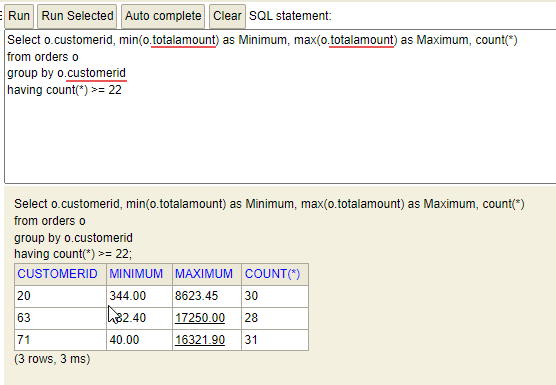 Run Run Selected Auto complete Clear SQL statement:
Select o.customerid, min(o.totalamount) as Minimum, max(o.totalamount) as Maximum, count(*)
from orders o
group by o.customerid
having count(*) >= 22
Select o.customerid, min(o.totalamount) as Minimum, max(o.totalamount) as Maximum, count(*)
from orders o
group by o.customerid
having count(*) >= 22;
CUSTOMERID MINIMUM MAXIMUM COUNT(*)
20 344.00 8623.45 30
63 17250.00 28
71 40.00 16321.90 31
(3 rows, 3 ms)